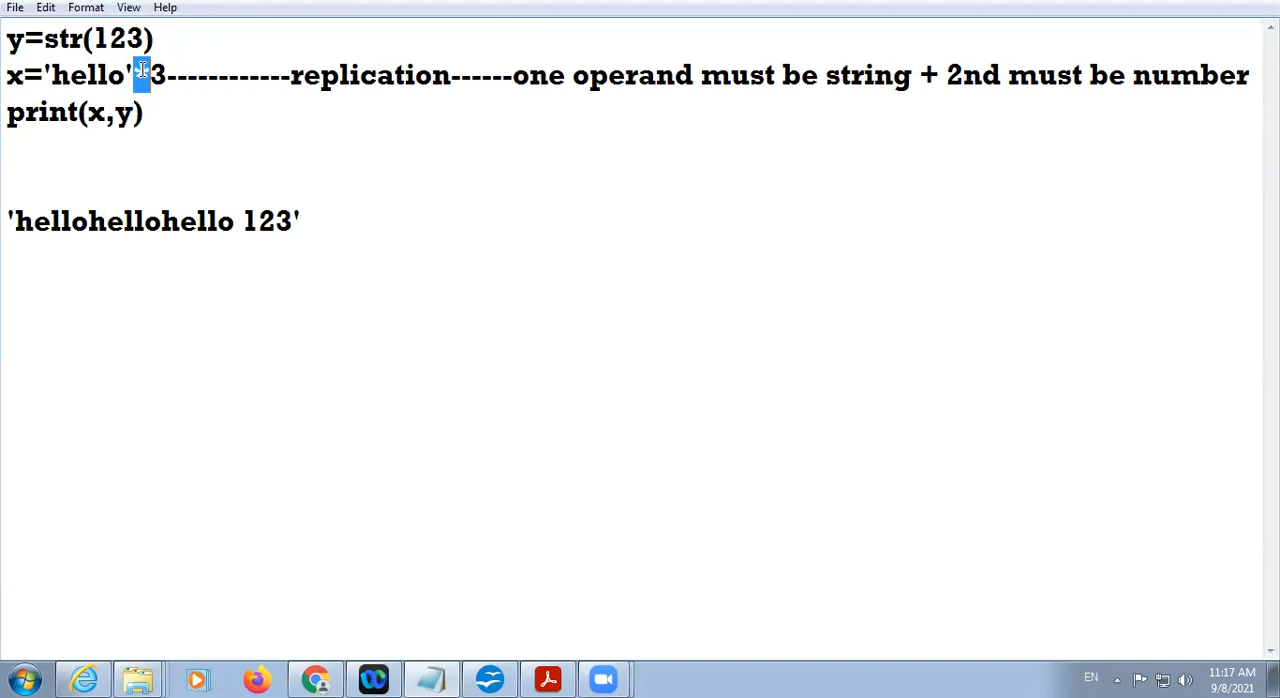 File Edit Format View Help
y=str(123)
x='hello'*3------------replication------one operand must be string + 2nd must be number
print(x,y)
'hellohellohello 123'
EN
11:17 AM
9/8/2021